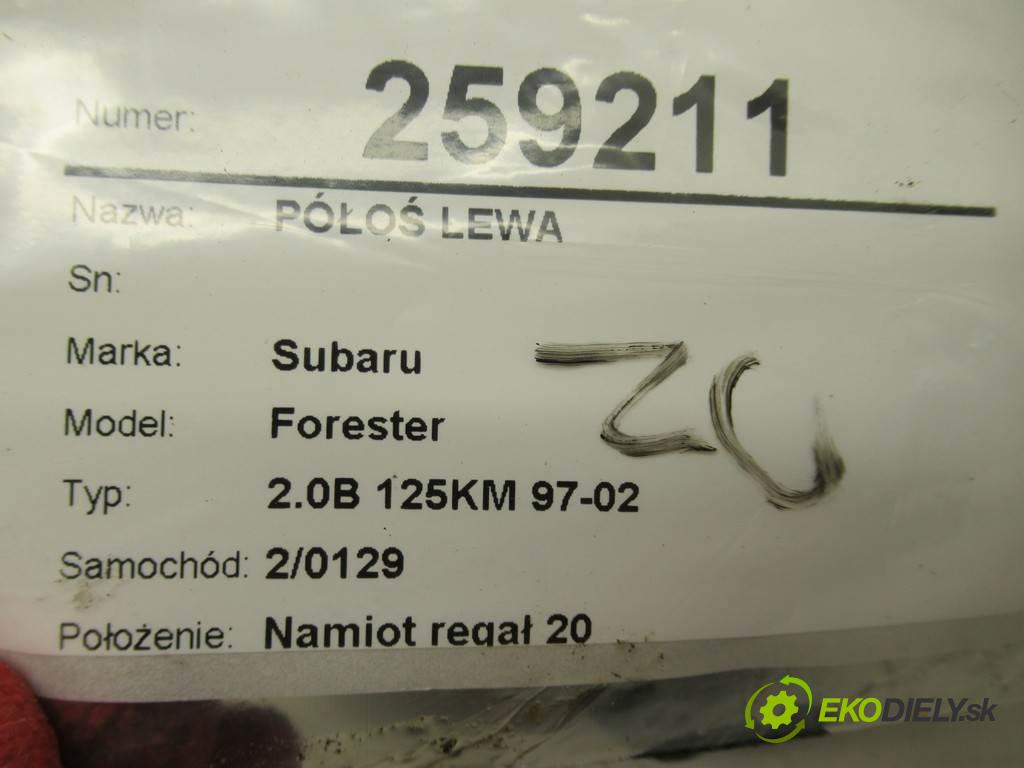 Numer: 259211
Nazwa: PÓŁOŚ LEWA
Sn:
Marka: Subaru
Model: Forester
Typ: 2.0B 125KM 97-02
Samochód: 2/0129
Położenie: Namiot regał 20
EKODIELY.sk